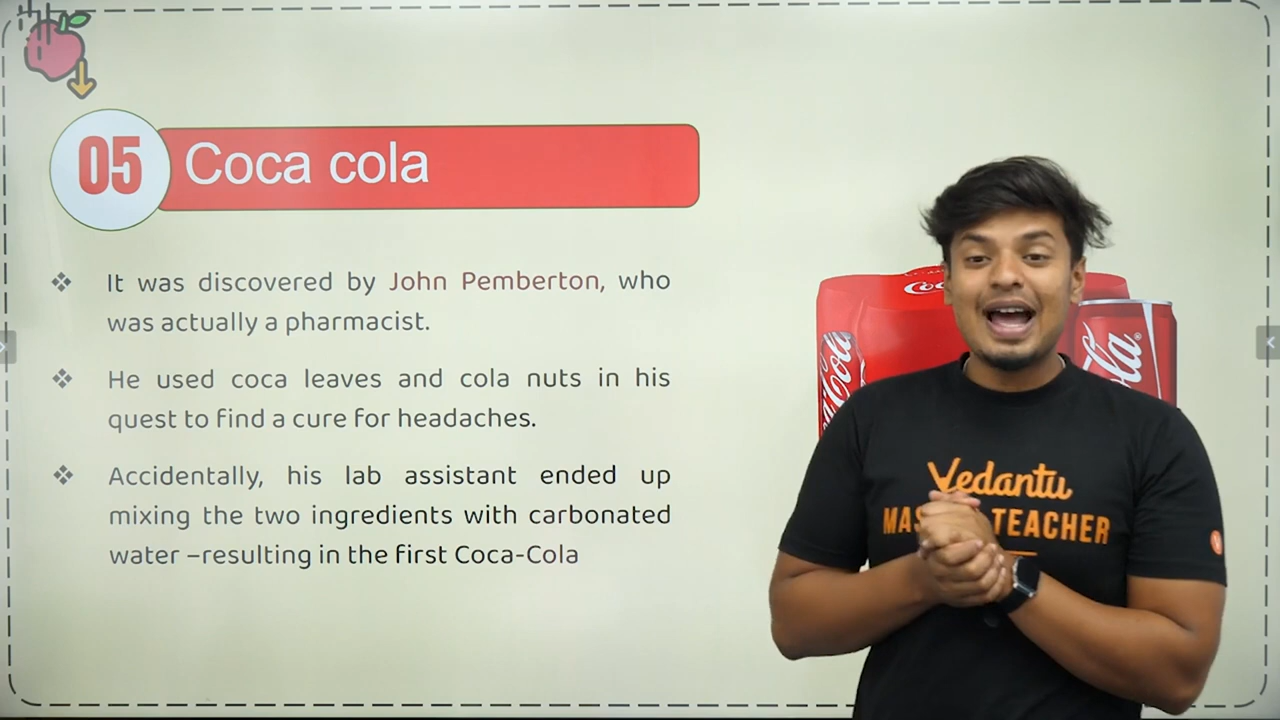 05 Coca cola
❖ It was discovered by John Pemberton, who
was actually a pharmacist.
❖ He used coca leaves and cola nuts in his
quest to find a cure for headaches.
❖ Accidentally, his lab assistant ended up
mixing the two ingredients with carbonated
water –resulting in the first Coca-Cola
Vedantu
TEACHER